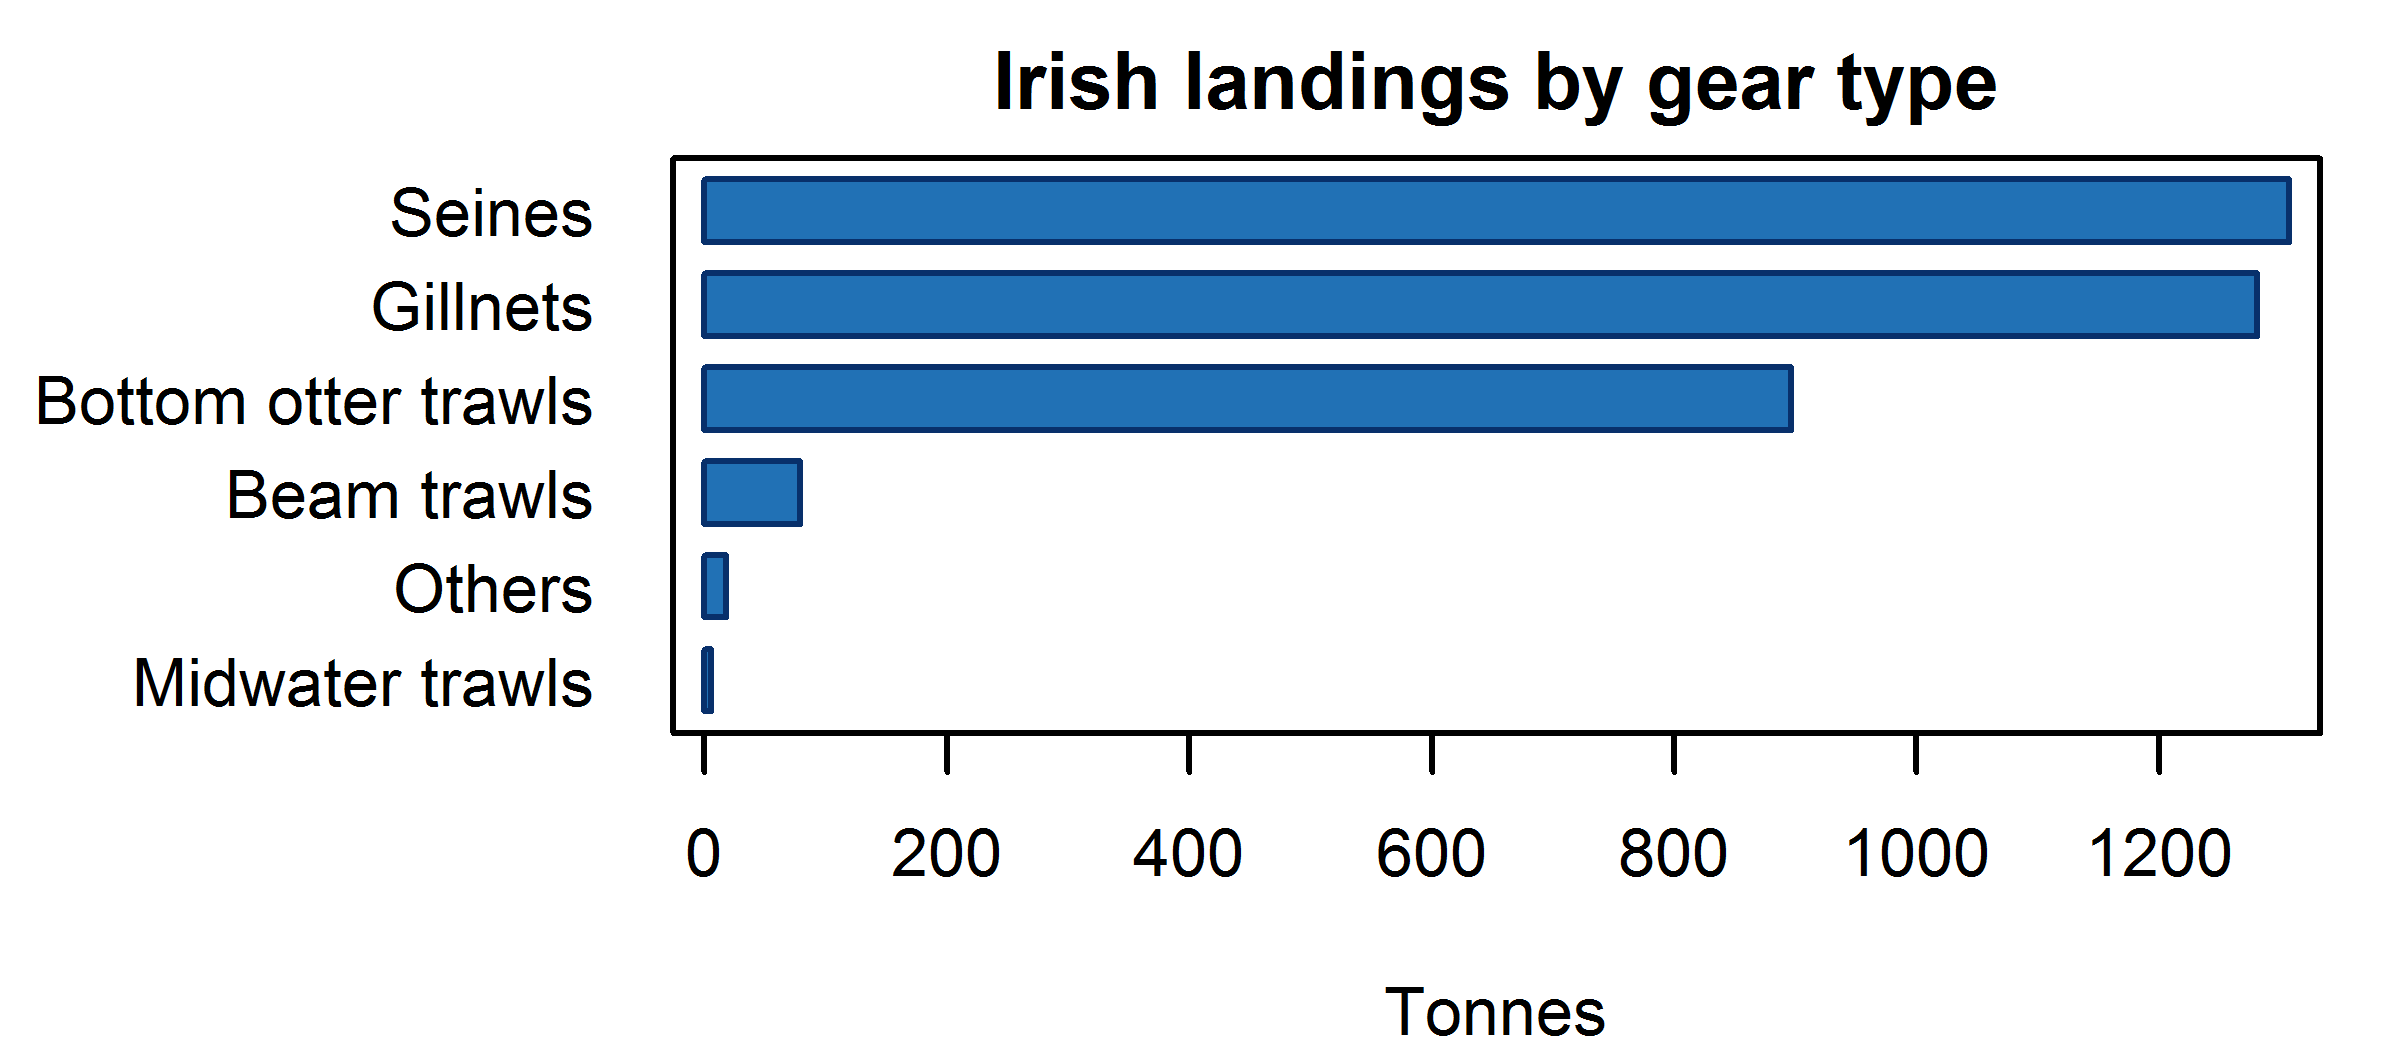 Irish landings by gear type
Seines
Gillnets
Bottom otter trawls
Beam trawls
Others
Midwater trawls
0 200 400 600 800 1000 1200
Tonnes